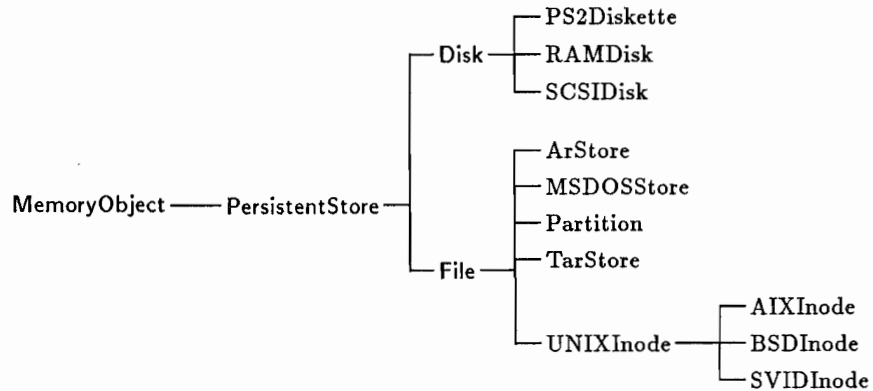 PS2Diskette
Disk
RAMDisk
SCSIDisk
ArStore
MSDOSStore
MemoryObject
PersistentStore
Partition
TarStore
File
AIXInode
UNIXInode
BSDInode
SVIDInode